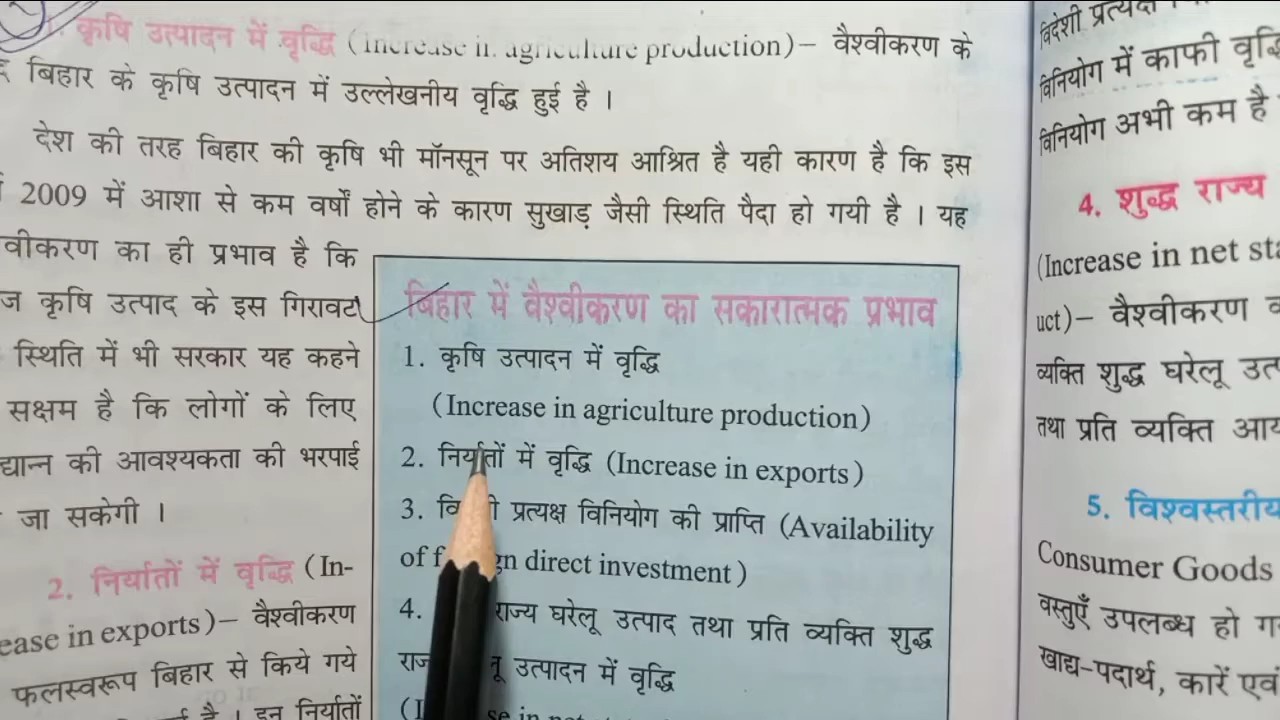 कृषि उत्पादन में वृद्धि (increase in agriculture production)– वैश्वीकरण के
बिहार के कृषि उत्पादन में उल्लेखनीय वृद्धि हुई है ।
देश की तरह बिहार की कृषि भी मॉनसून पर अतिशय आश्रित है यही कारण है कि इस
2009 में आशा से कम वर्षों होने के कारण सुखाड़ जैसी स्थिति पैदा हो गयी है । यह
वीकरण का ही प्रभाव है कि
ज कृषि उत्पाद के इस गिरावट
स्थिति में भी सरकार यह कहने
सक्षम है कि लोगों के लिए
द्यान्न की आवश्यकता की भरपाई
जा सकेगी ।
2. निर्यातों में वृद्धि (In-
ease in exports)– वैश्वीकरण
फलस्वरूप बिहार से किये गये
है । इन निर्यातों
बिहार में वैश्वीकरण का सकारात्मक प्रभाव
1. कृषि उत्पादन में वृद्धि
(Increase in agriculture production)
2. निर्यातों में वृद्धि (Increase in exports)
3. प्रत्यक्ष विनियोग की प्राप्ति (Availability
of direct investment)
4. राज्य घरेलू उत्पाद तथा प्रति व्यक्ति शुद्ध
उत्पादन में वृद्धि
विदेशी प्रत्यक्ष
विनियोग में काफी
विनियोग अभी कम है
4. शुद्ध राज्य
(Increase in net
uct)– वैश्वीकरण
व्यक्ति शुद्ध घरेलू
तथा प्रति व्यक्ति आय
5. विश्वस्तरीय
Consumer Goods
वस्तुएँ उपलब्ध हो
खाद्य-पदार्थ, कारें एवं